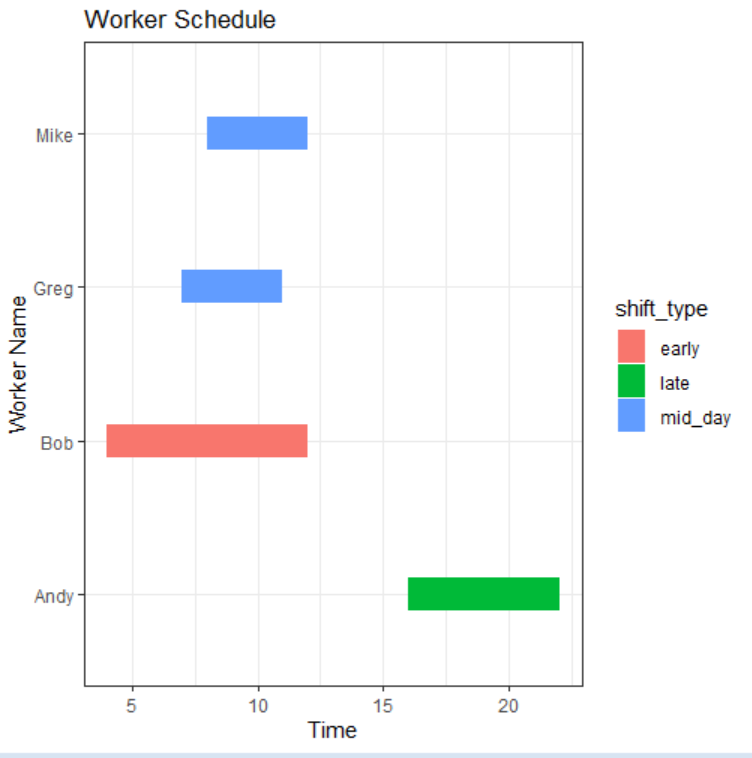 Worker Schedule
Mike
Greg
Bob
Andy
Worker Name
5 10 15 20
Time
shift_type
early
late
mid_day